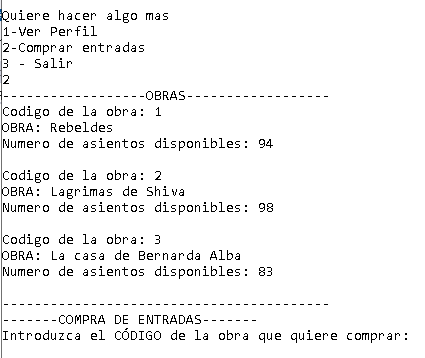 Quiere hacer algo mas
1-Ver Perfil
2-Comprar entradas
3 - Salir
2
------------------OBRAS------------------
Codigo de la obra: 1
OBRA: Rebeldes
Numero de asientos disponibles: 94
Codigo de la obra: 2
OBRA: Lagrimas de Shiva
Numero de asientos disponibles: 98
Codigo de la obra: 3
OBRA: La casa de Bernarda Alba
Numero de asientos disponibles: 83
-----------------------------------------
-------COMPRA DE ENTRADAS-------
Introduzca el CÓDIGO de la obra que quiere comprar: